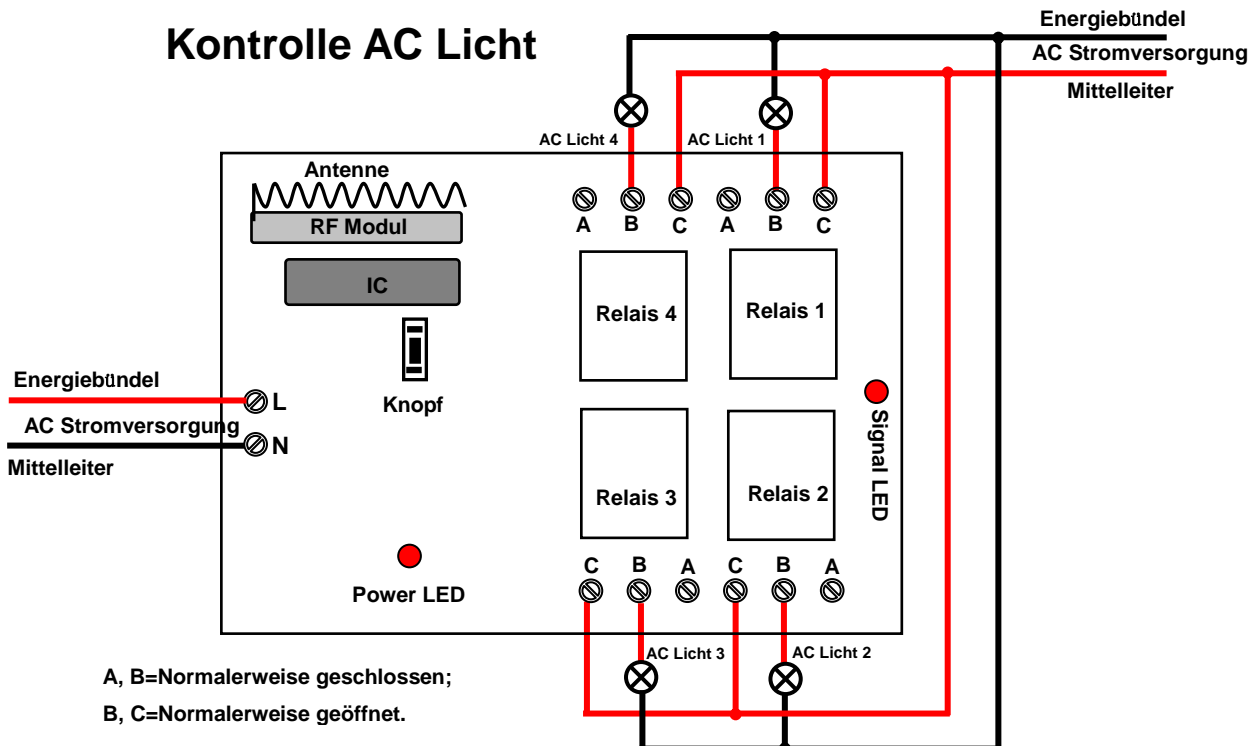 Kontrolle AC Licht
Energiebündel
AC Stromversorgung
Mittelleiter
AC Licht 4
AC Licht 1
Antenne
RF Modul
IC
A B C A B C
Relais 4
Relais 1
Energiebündel
L
Knopf
AC Stromversorgung
N
Mittelleiter
Signal LED
Relais 3
Relais 2
C B A C B A
Power LED
AC Licht 3
AC Licht 2
A, B=Normalerweise geschlossen;
B, C=Normalerweise geöffnet.